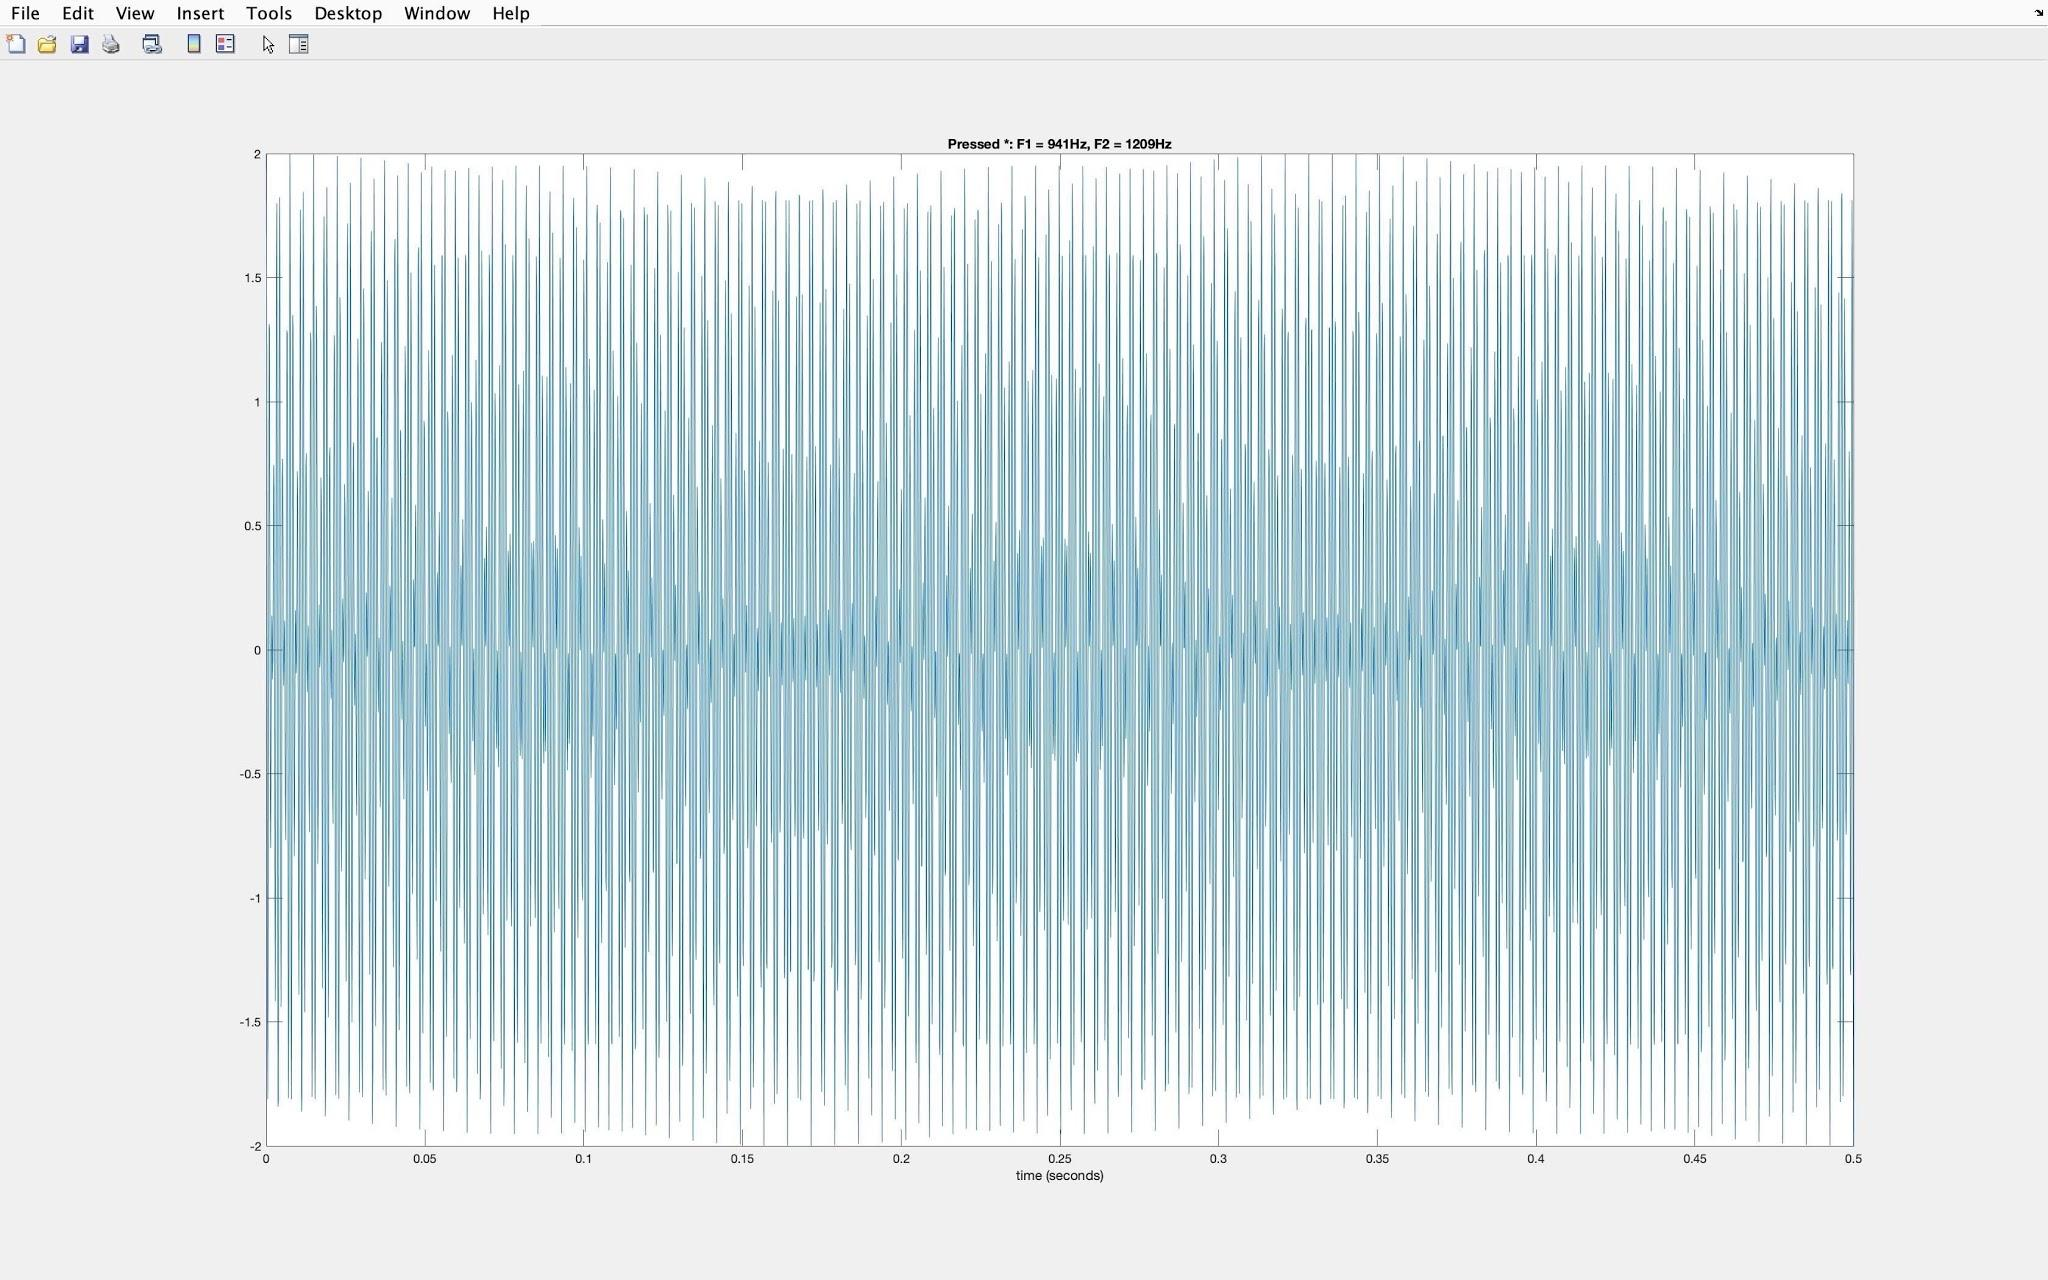 File Edit View Insert Tools Desktop Window Help
Pressed *: F1 = 941Hz, F2 = 1209Hz
2
1.5
1
0.5
0
-0.5
-1
-1.5
-2
0 0.05 0.1 0.15 0.2 0.25 0.3 0.35 0.4 0.45 0.5
time (seconds)